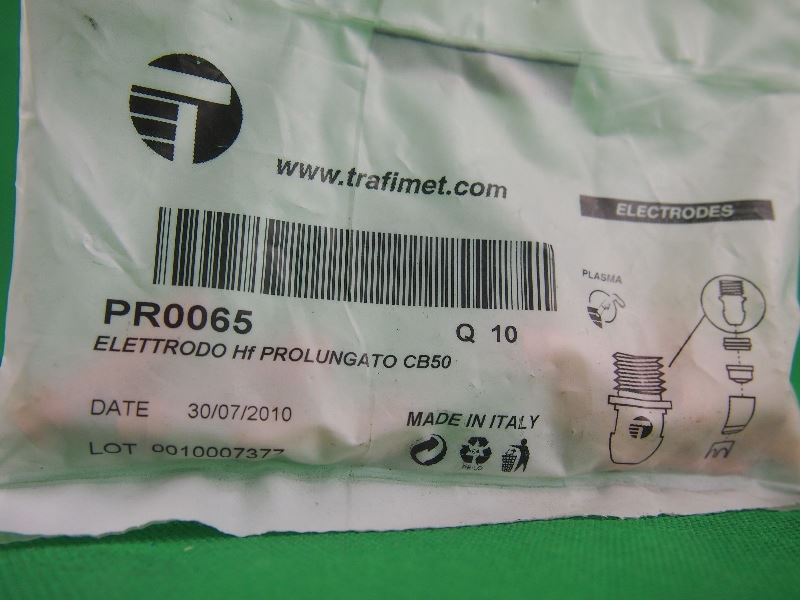 www.trafimet.com
ELECTRODES
PLASMA
PR0065
Q 10
ELETTRODO Hf PROLUNGATO CB50
DATE 30/07/2010
MADE IN ITALY
LOT 0010007377